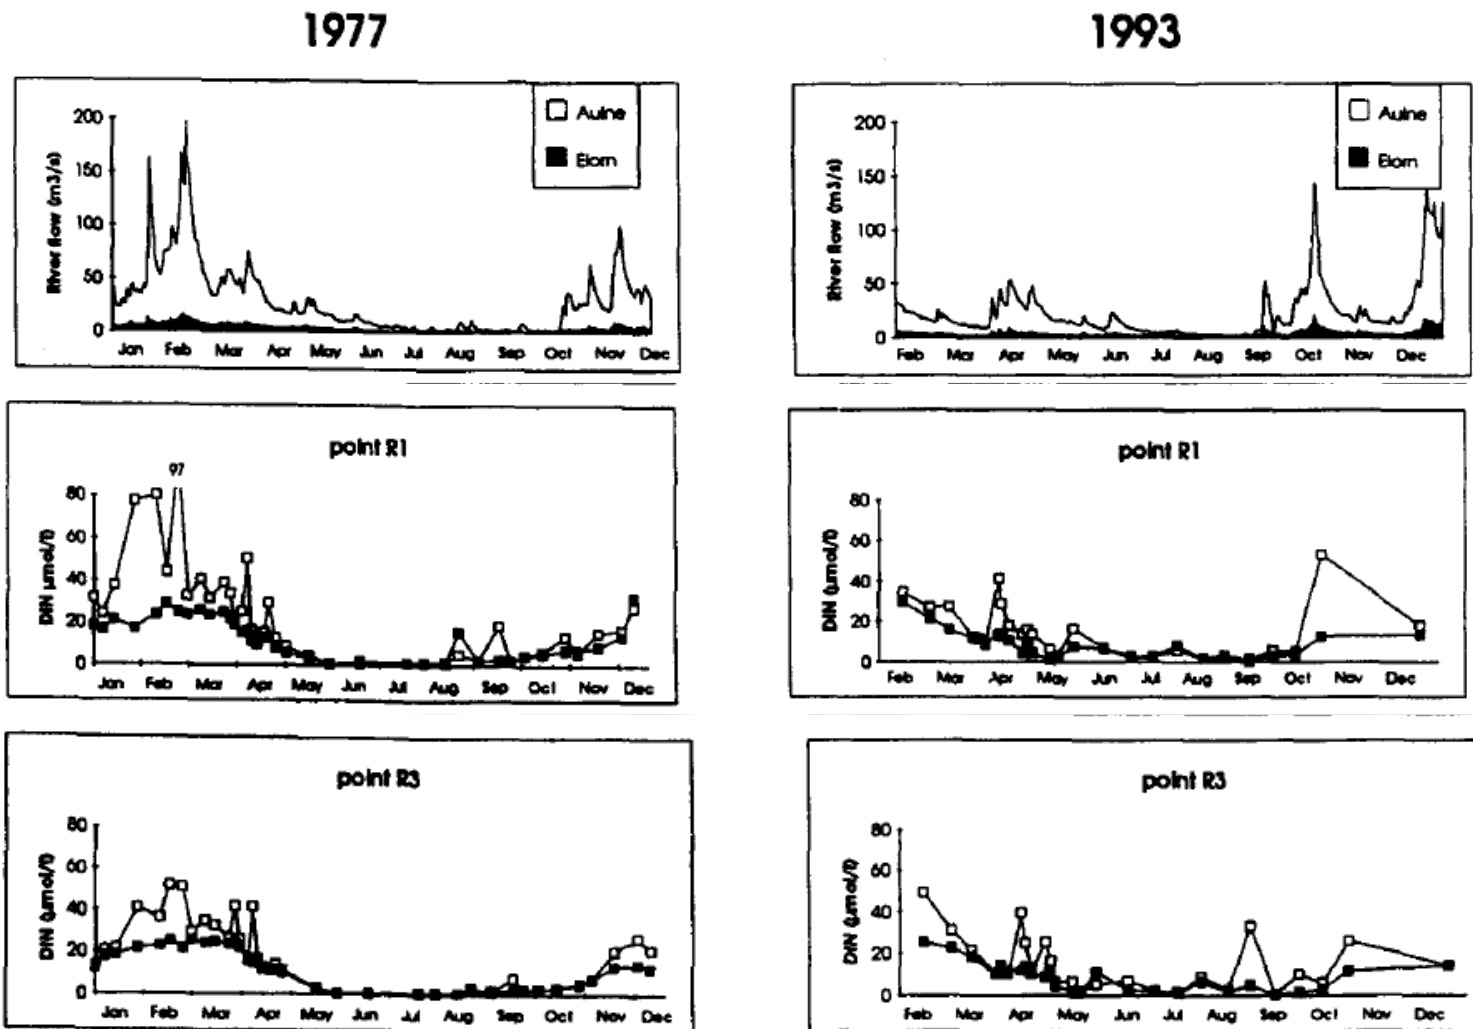 1977
1993
Aulne
Elorn
200
150
100
50
0
River flow (m3/s)
Jan Feb Mar Apr May Jun Jul Aug Sep Oct Nov Dec
Aulne
Elorn
200
150
100
50
0
River flow (m3/s)
Feb Mar Apr May Jun Jul Aug Sep Oct Nov Dec
point R1
97
80
60
40
20
0
DIN µmol/l)
Jan Feb Mar Apr May Jun Jul Aug Sep Oct Nov Dec
point R1
80
60
40
20
0
DIN (µmol/l)
Feb Mar Apr May Jun Jul Aug Sep Oct Nov Dec
point R3
80
60
40
20
0
DIN (µmol/l)
Jan Feb Mar Apr May Jun Jul Aug Sep Oct Nov Dec
point R3
80
60
40
20
0
DIN (µmol/l)
Feb Mar Apr May Jun Jul Aug Sep Oct Nov Dec